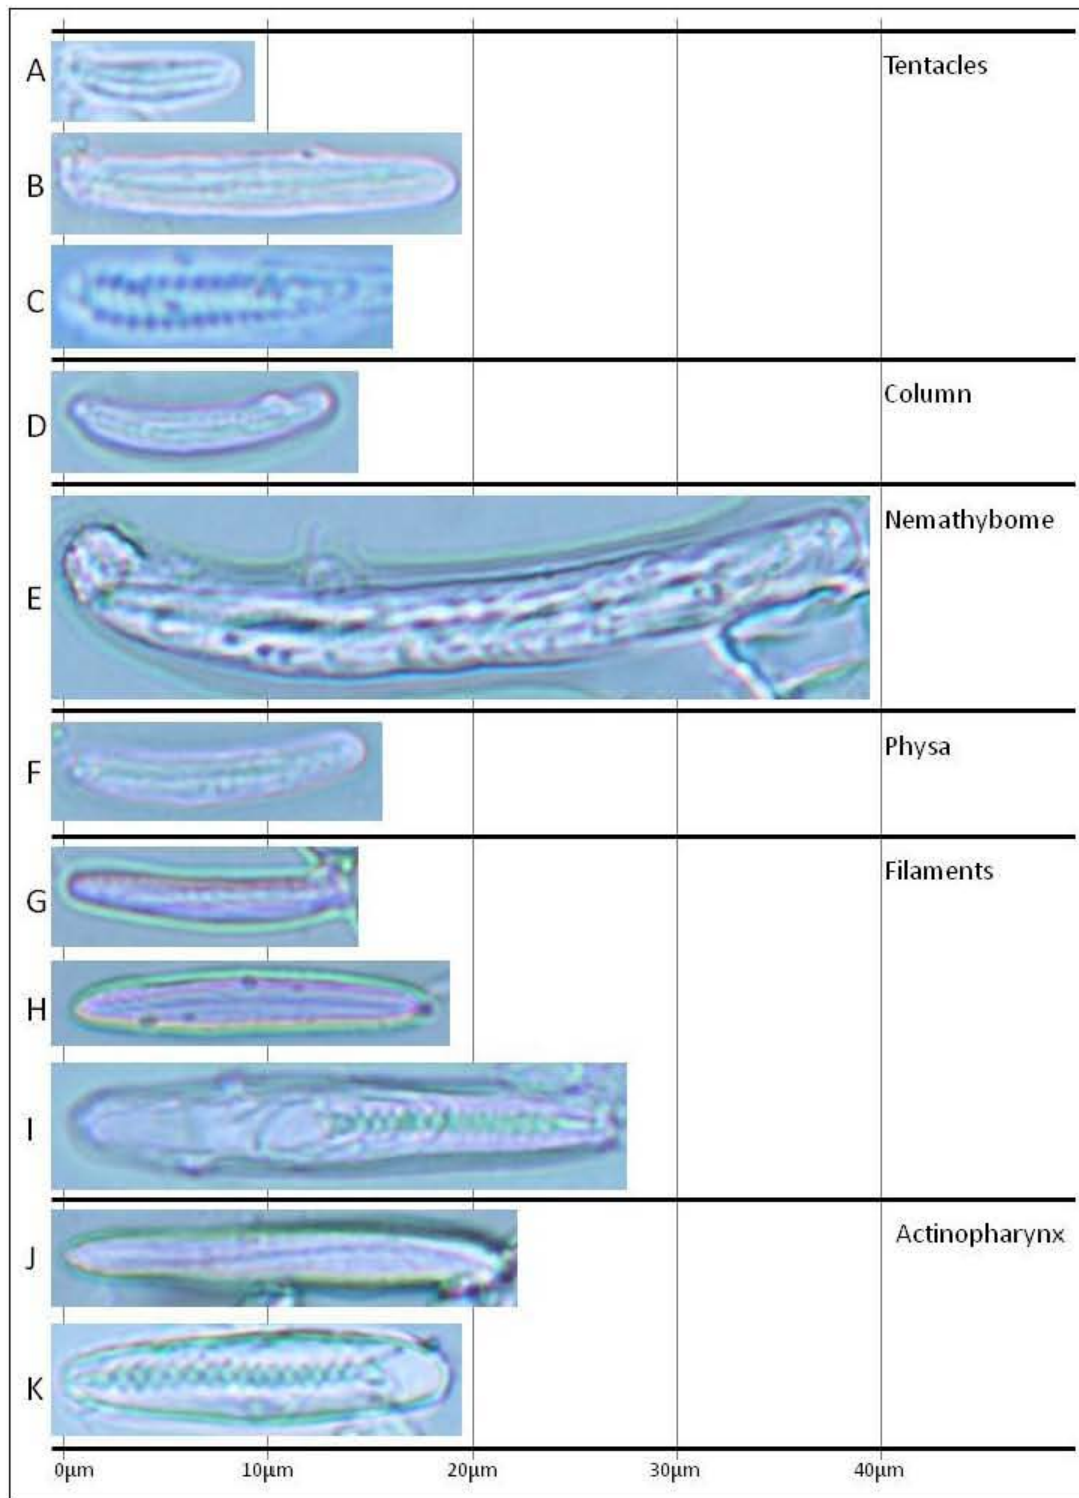 A
Tentacles
B
C
D
Column
E
Nemathybome
F
Physa
G
Filaments
H
I
J
Actinopharynx
K
0µm 10µm 20µm 30µm 40µm